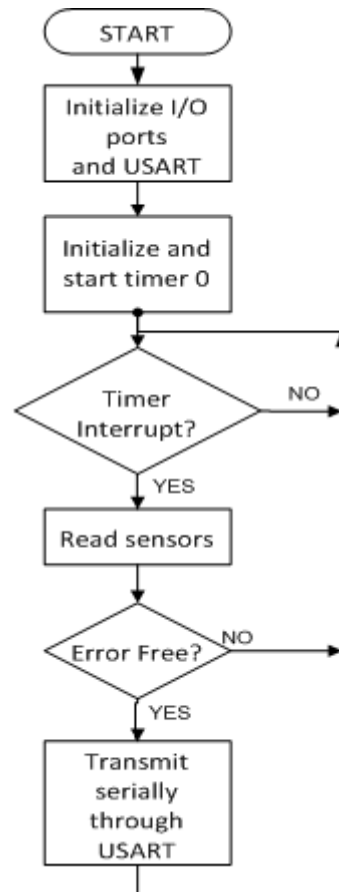 START
Initialize I/O
ports
and USART
Initialize and
start timer 0
Timer
Interrupt?
NO
YES
Read sensors
Error Free?
NO
YES
Transmit
serially
through
USART